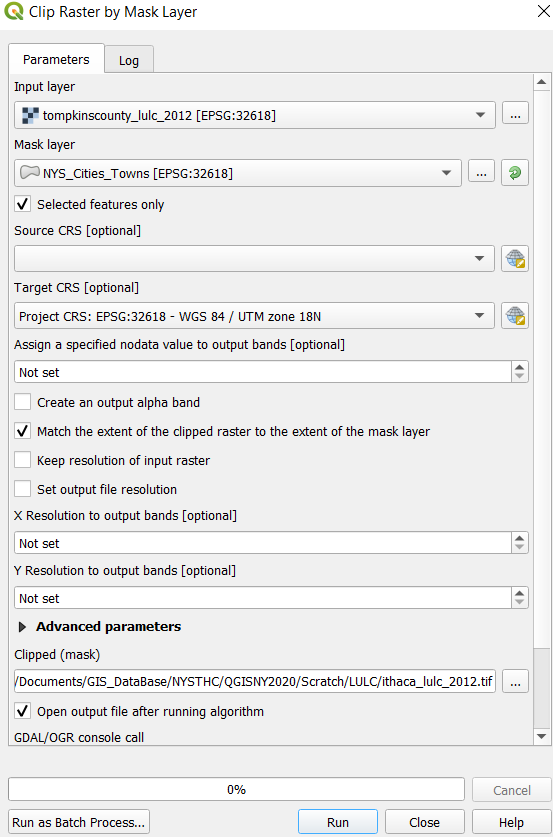 Clip Raster by Mask Layer
Parameters
Log
Input layer
tompkinscounty_lulc_2012 [EPSG:32618]
...
Mask layer
NYS_Cities_Towns [EPSG:32618]
...
Selected features only
Source CRS [optional]
Target CRS [optional]
Project CRS: EPSG:32618 - WGS 84 / UTM zone 18N
Assign a specified nodata value to output bands [optional]
Not set
Create an output alpha band
Match the extent of the clipped raster to the extent of the mask layer
Keep resolution of input raster
Set output file resolution
X Resolution to output bands [optional]
Not set
Y Resolution to output bands [optional]
Not set
Advanced parameters
Clipped (mask)
/Documents/GIS_DataBase/NYSTHC/QGISNY2020/Scratch/LULC/ithaca_lulc_2012.tif
...
Open output file after running algorithm
GDAL/OGR console call
0%
Cancel
Run as Batch Process...
Run
Close
Help